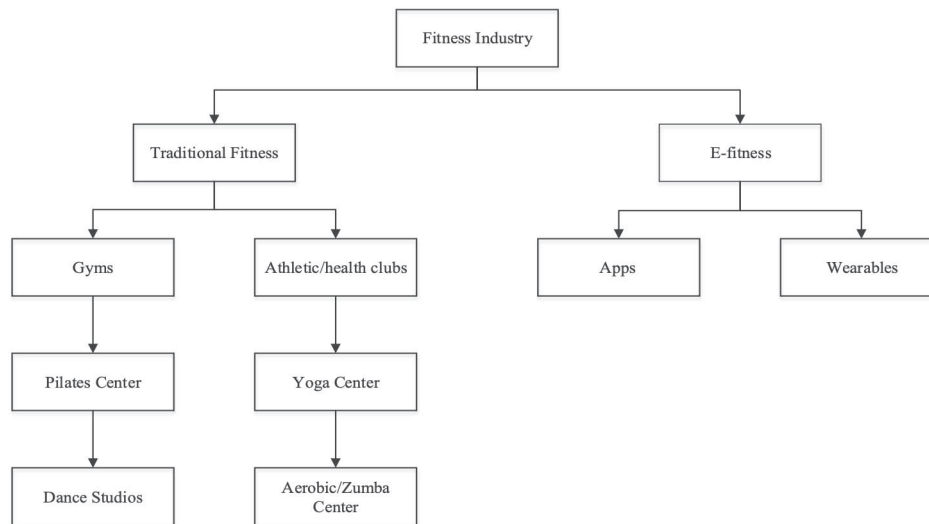 Fitness Industry
Traditional Fitness
E-fitness
Gyms
Athletic/health clubs
Apps
Wearables
Pilates Center
Yoga Center
Dance Studios
Aerobic/Zumba
Center